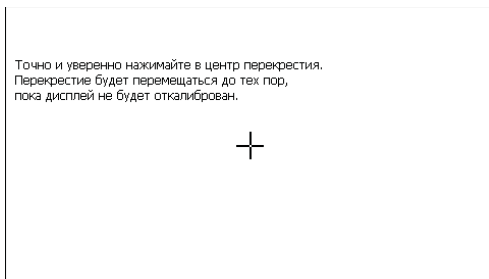 Точно и уверенно нажимайте в центр перекрестия.
Перекрестие будет перемещаться до тех пор,
пока дисплей не будет откалиброван.